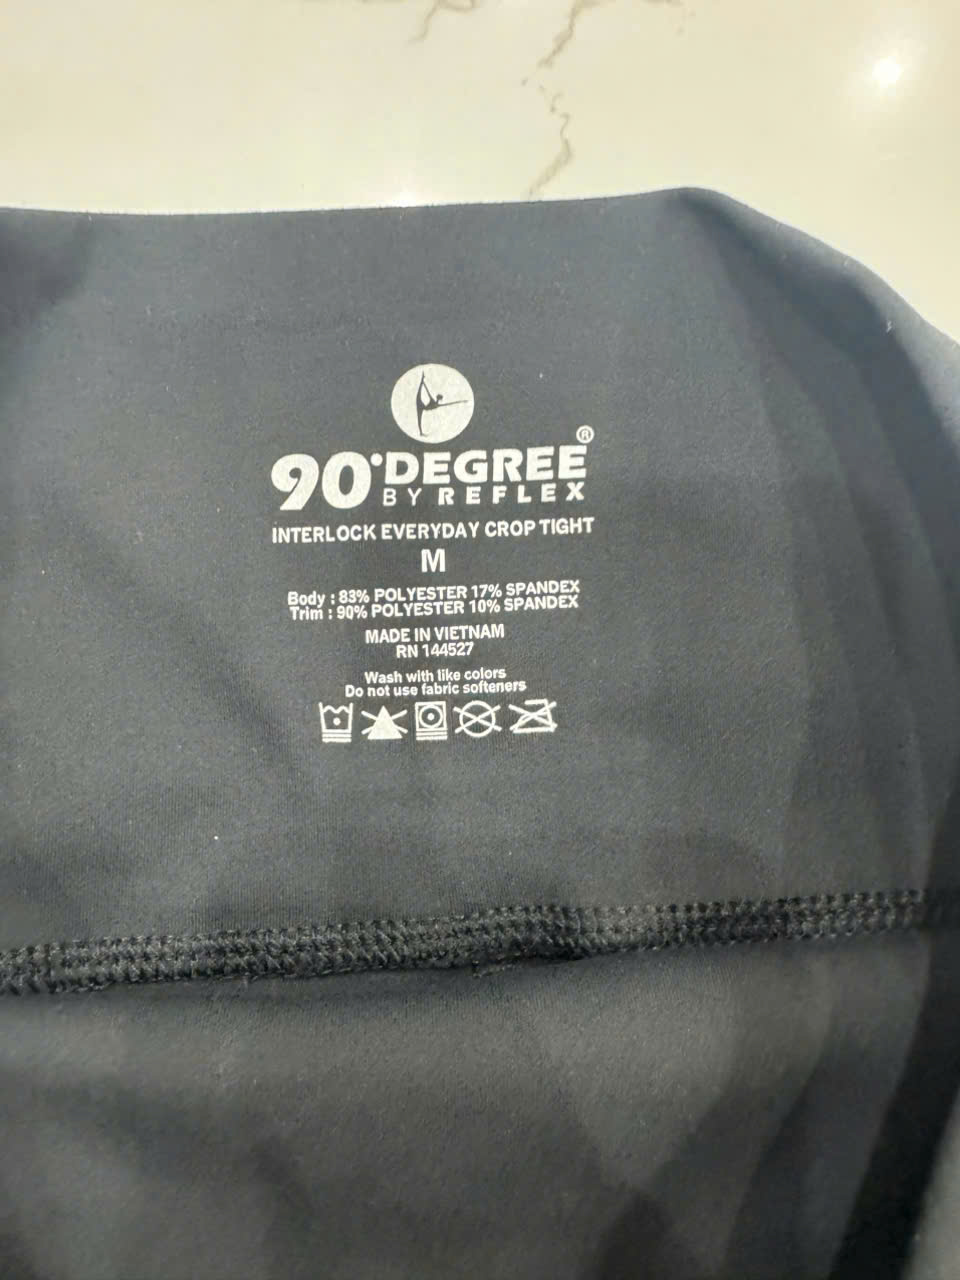 90°DEGREE®
BY REFLEX
INTERLOCK EVERYDAY CROP TIGHT
M
Body : 83% POLYESTER 17% SPANDEX
Trim : 90% POLYESTER 10% SPANDEX
MADE IN VIETNAM
RN 144527
Wash with like colors
Do not use fabric softeners